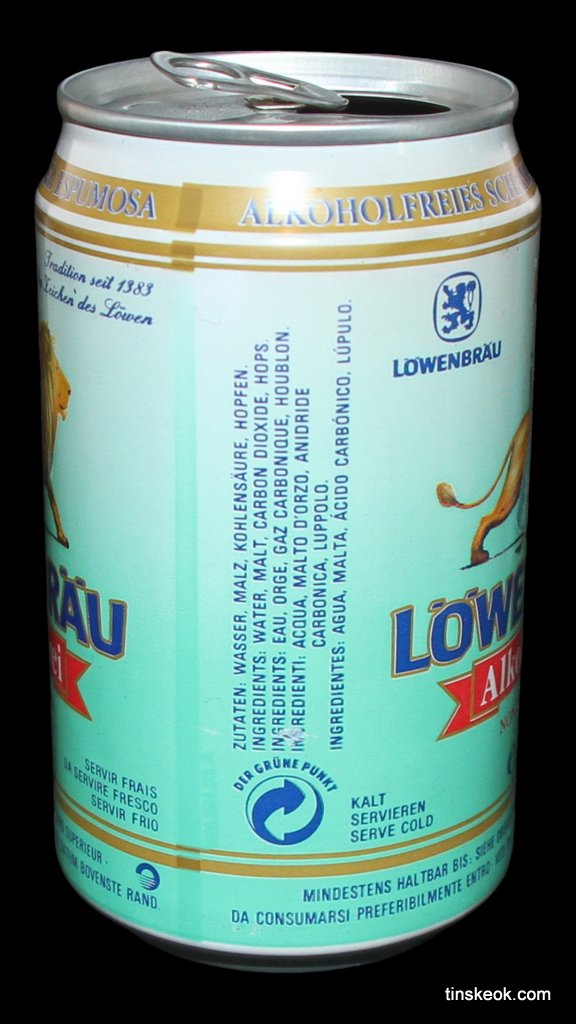 ESPUMOSA
ALKOHOLFREIES
Tradition seit 1383
Zeichen des Löwen
LÖWENBRÄU
ZUTATEN: WASSER, MALZ, KOHLENSÄURE, HOPFEN.
INGREDIENTS: WATER, MALT, CARBON DIOXIDE, HOPS.
INGREDIENTS: EAU, ORGE, GAZ CARBONIQUE, HOUBLON.
INGREDIENTI: ACQUA, MALTO D'ORZO, ANIDRIDE
CARBONICA, LUPPOLO.
INGREDIENTES: AGUA, MALTA, ÁCIDO CARBÓNICO, LÚPULO.
RÄU
ei
LÖWE
Alko
SERVIR FRAIS
DA SERVIRE FRESCO
SERVIR FRIO
DER GRÜNE PUNKT
KALT
SERVIEREN
SERVE COLD
SUPERIEUR -
BOVENSTE RAND.
MINDESTENS HALTBAR BIS: SIEHE
DA CONSUMARSI PREFERIBILMENTE ENTRO:
tinskeok.com